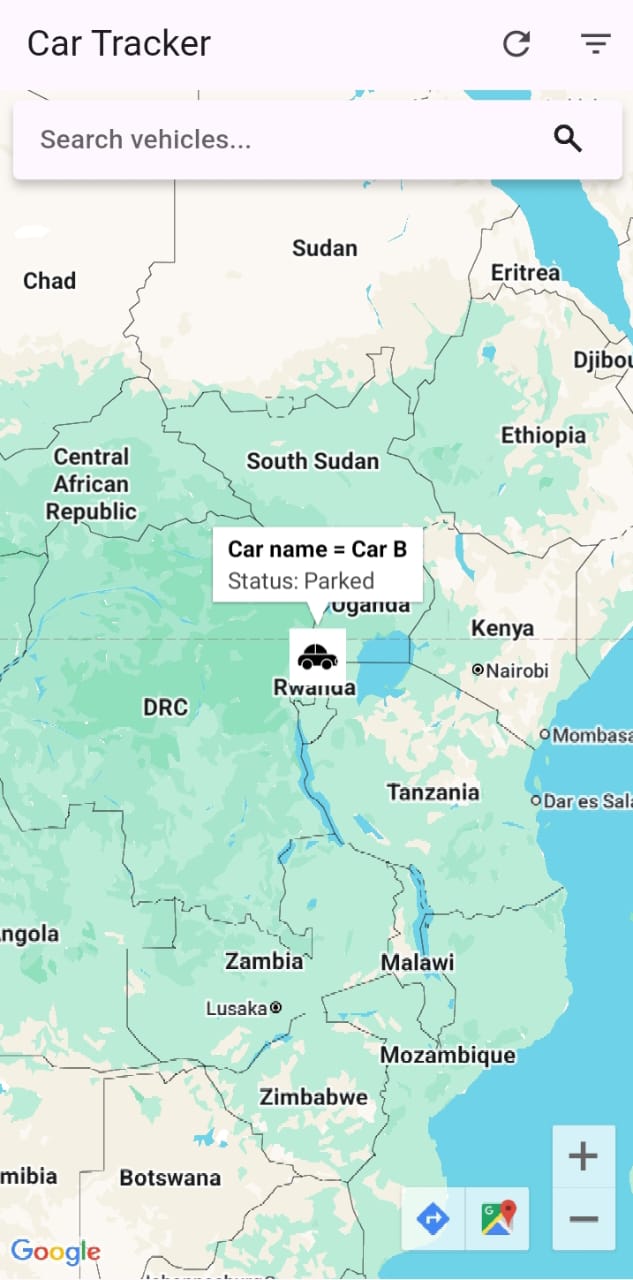 Car Tracker
Search vehicles...
Sudan
Chad
Eritrea
Djibou
Ethiopia
Central
African
Republic
South Sudan
Car name = Car B
Status: Parked
Uganda
Kenya
Nairobi
Rwanda
DRC
Mombasa
Tanzania
Dar es Sala
ngola
Zambia
Malawi
Lusaka
Mozambique
Zimbabwe
mibia
Botswana
G
Google